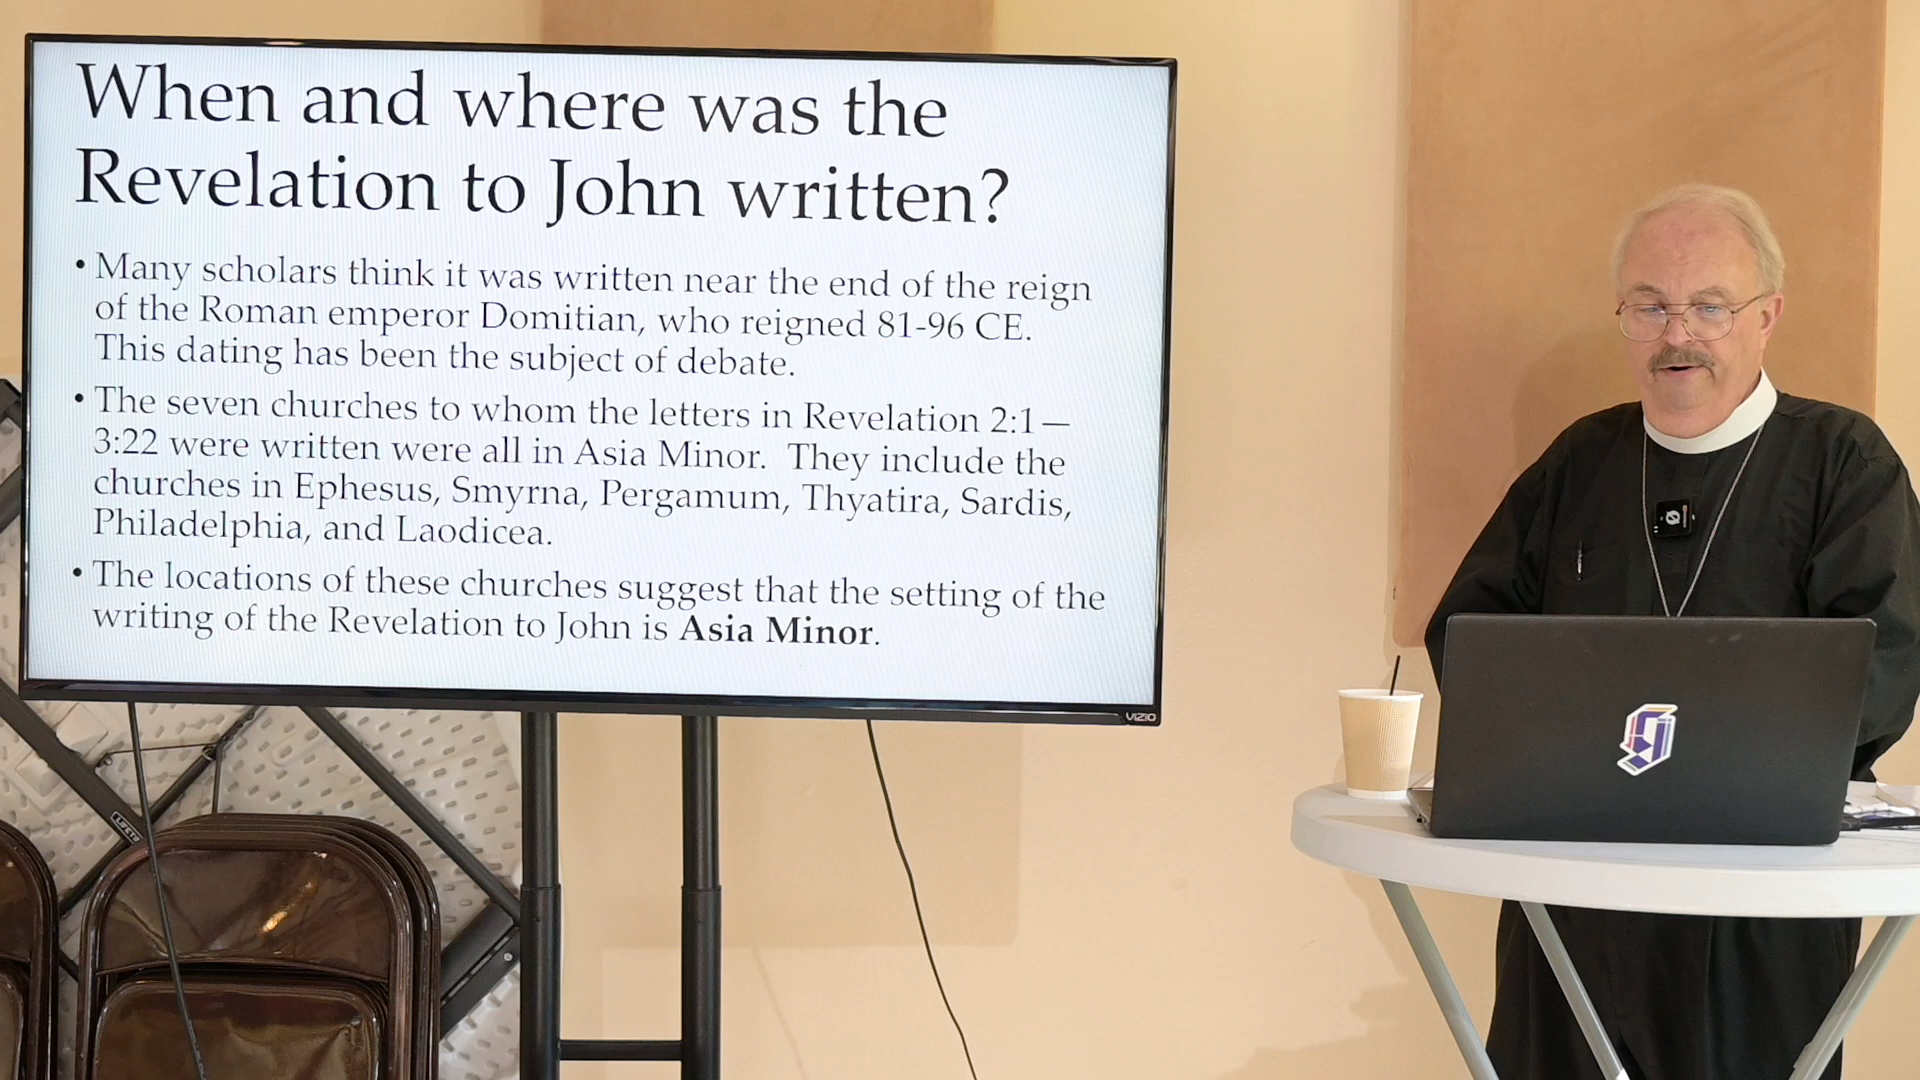 When and where was the
Revelation to John written?
• Many scholars think it was written near the end of the reign
of the Roman emperor Domitian, who reigned 81-96 CE.
This dating has been the subject of debate.
• The seven churches to whom the letters in Revelation 2:1—
3:22 were written were all in Asia Minor.  They include the
churches in Ephesus, Smyrna, Pergamum, Thyatira, Sardis,
Philadelphia, and Laodicea.
• The locations of these churches suggest that the setting of the
writing of the Revelation to John is Asia Minor.
VIZIO